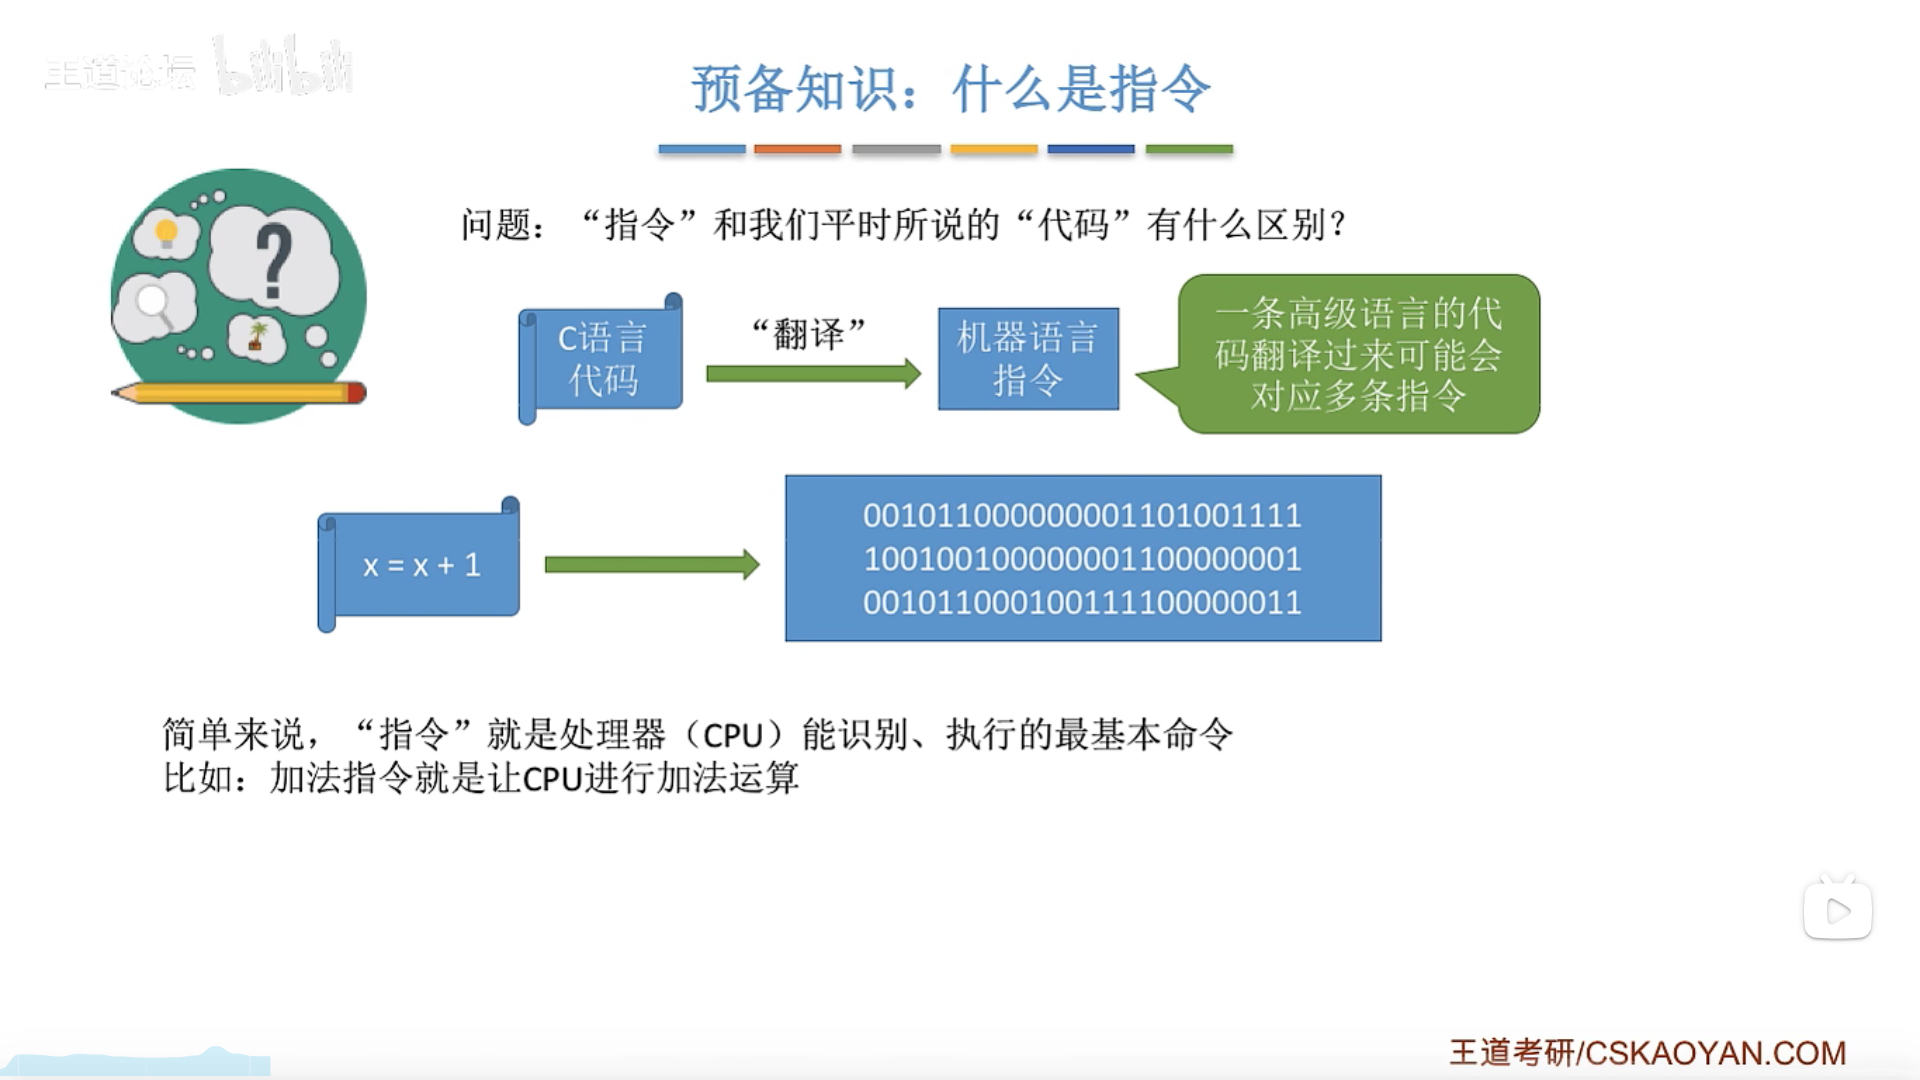 王道论坛 bilibili
预备知识：什么是指令
问题：“指令”和我们平时所说的“代码”有什么区别？
C语言
代码
“翻译”
机器语言
指令
一条高级语言的代
码翻译过来可能会
对应多条指令
x = x + 1
001011000000001101001111
100100100000001100000001
001011000100111100000011
简单来说，“指令”就是处理器（CPU）能识别、执行的最基本命令
比如：加法指令就是让CPU进行加法运算
王道考研/CSKAOYAN.COM